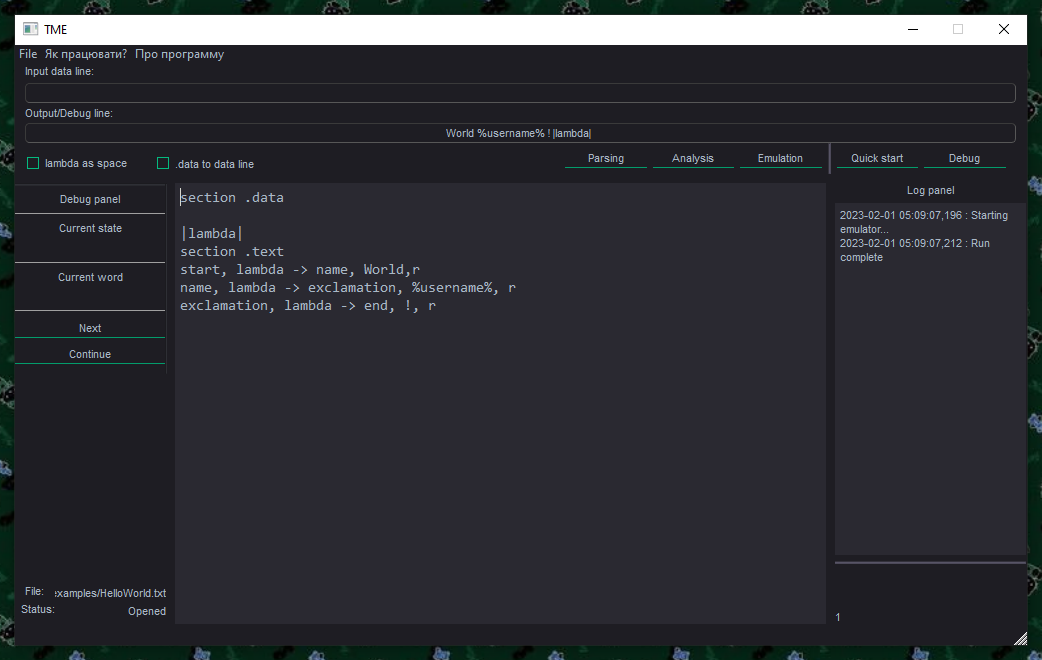 TME
File Як працювати? Про программу
Input data line:
Output/Debug line:
World %username% ! |lambda|
lambda as space .data to data line Parsing Analysis Emulation Quick start Debug
Debug panel
Current state
Current word
Next
Continue
section .data
|lambda|
section .text
start, lambda -> name, World,r
name, lambda -> exclamation, %username%, r
exclamation, lambda -> end, !, r
Log panel
2023-02-01 05:09:07,196 : Starting
emulator...
2023-02-01 05:09:07,212 : Run
complete
File: examples/HelloWorld.txt
Status: Opened
1